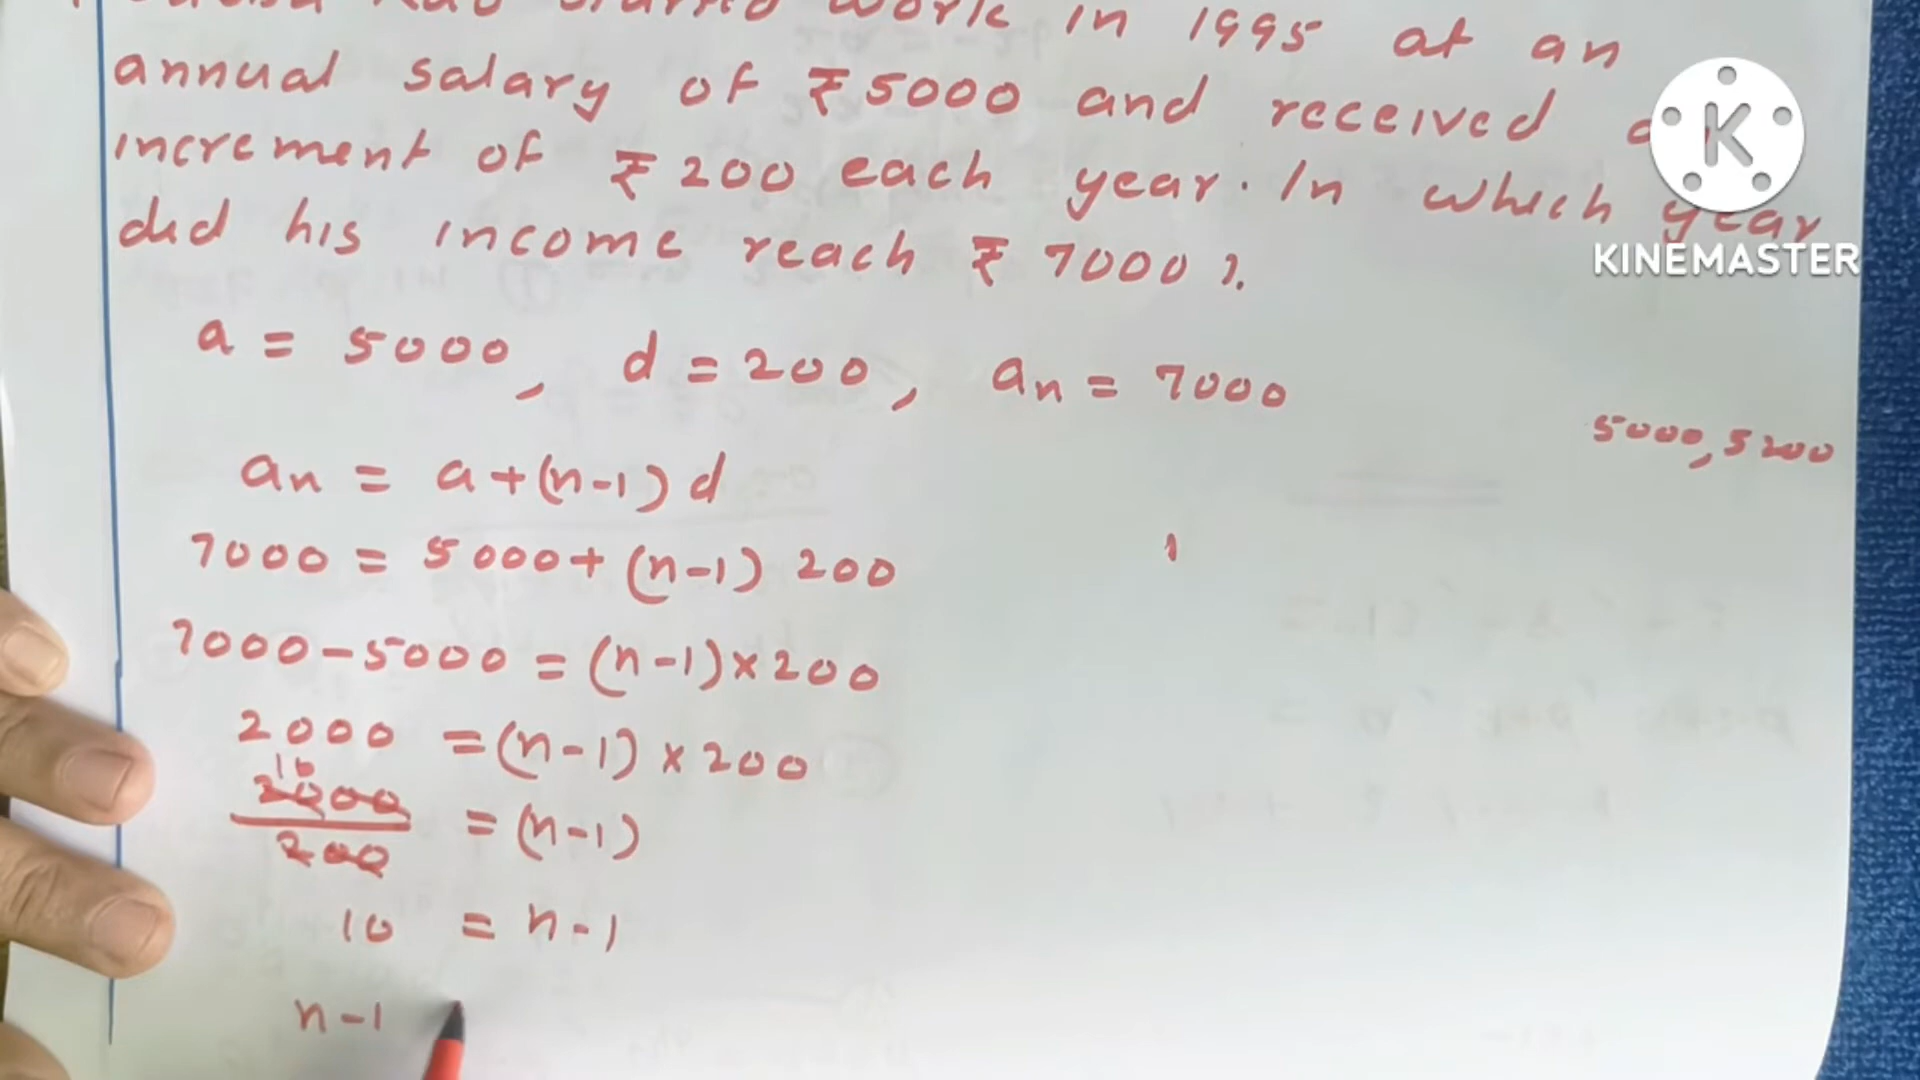 work in 1995 at an
annual salary of ₹5000 and received
increment of ₹200 each year. In which year
did his income reach ₹7000?.
K
KINEMASTER
a = 5000, d = 200, an = 7000
5000, 5200
an = a+(n-1)d
7000 = 5000+(n-1) 200
1
7000-5000 = (n-1)×200
2000 = (n-1)×200
10
2000/200 = (n-1)
10 = n-1
n-1